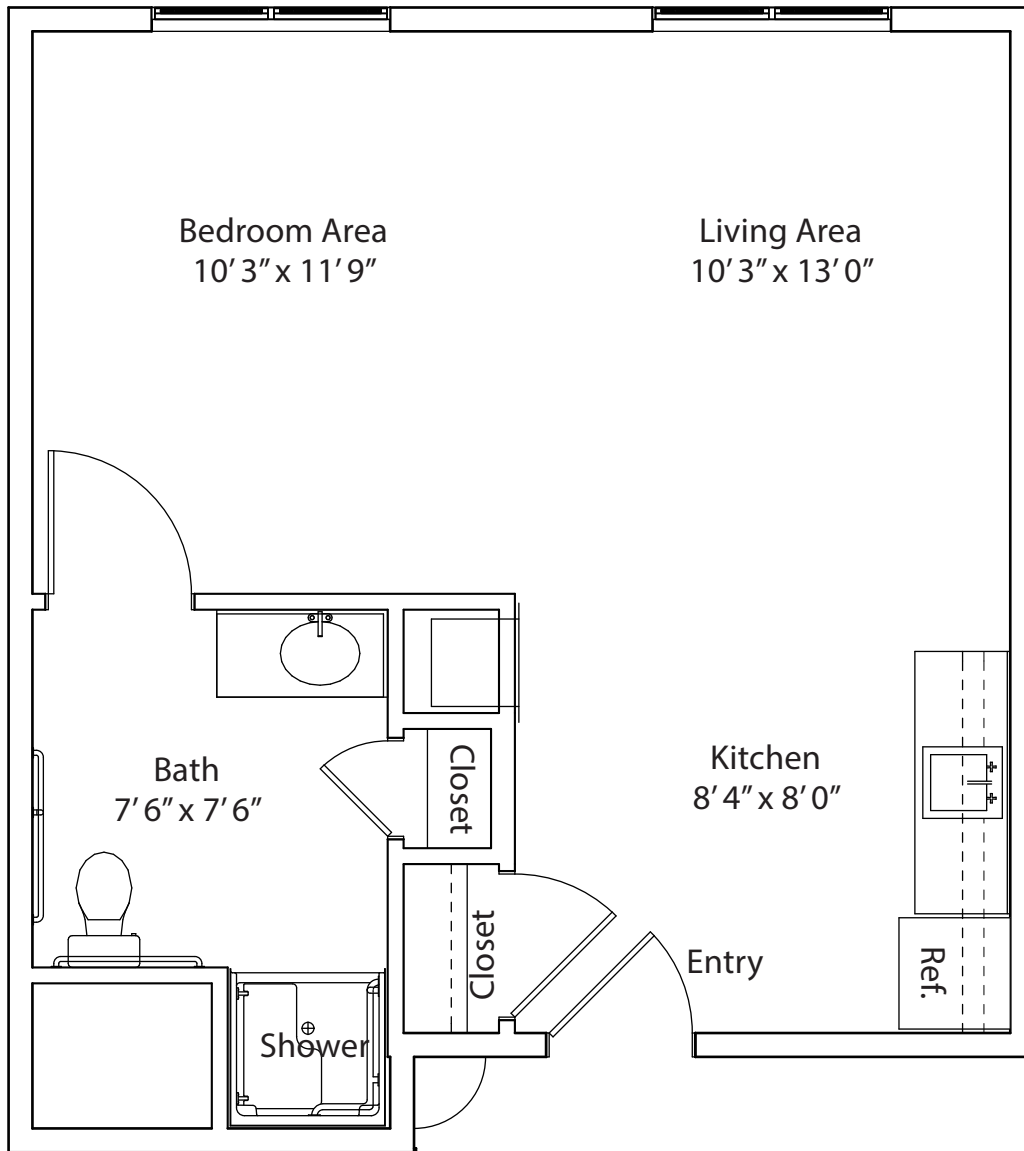 Bedroom Area
10’ 3” x 11’ 9”
Living Area
10’ 3” x 13’ 0”
Bath
7’ 6” x 7’ 6”
Closet
Kitchen
8’ 4” x 8’ 0”
Closet
Entry
Ref.
Shower